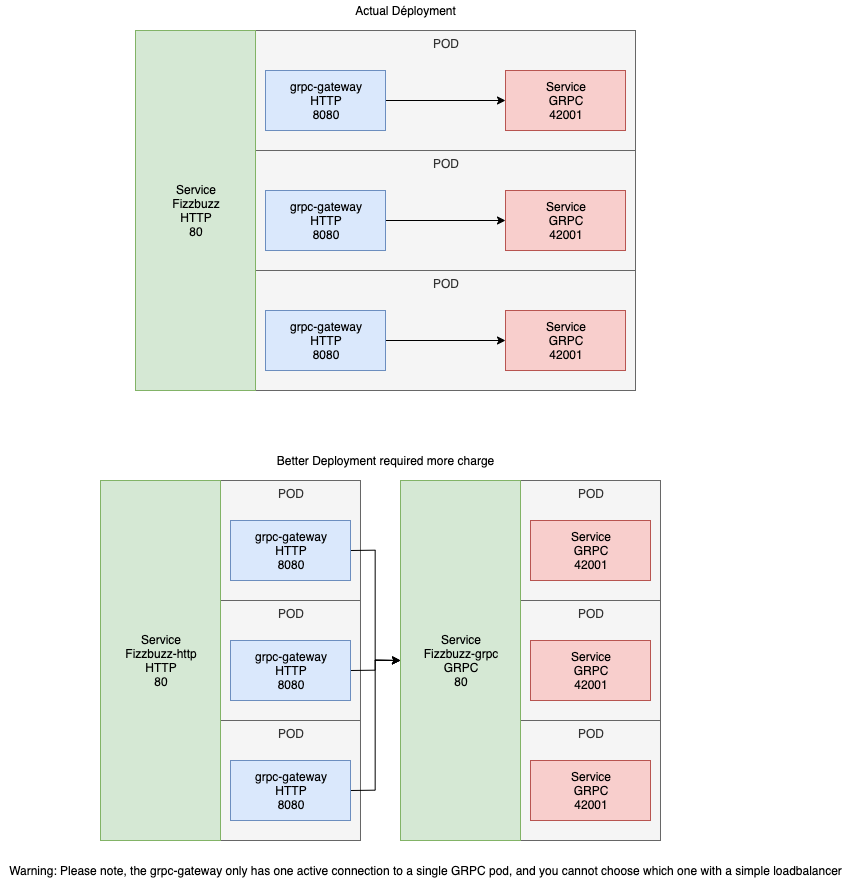 Actual Déployment
POD
grpc-gateway
HTTP
8080
Service
GRPC
42001
POD
Service
Fizzbuzz
HTTP
80
grpc-gateway
HTTP
8080
Service
GRPC
42001
POD
grpc-gateway
HTTP
8080
Service
GRPC
42001
Better Deployment required more charge
POD
grpc-gateway
HTTP
8080
POD
Service
GRPC
42001
Service
Fizzbuzz-http
HTTP
80
POD
grpc-gateway
HTTP
8080
Service
Fizzbuzz-grpc
GRPC
80
POD
Service
GRPC
42001
POD
grpc-gateway
HTTP
8080
POD
Service
GRPC
42001
Warning: Please note, the grpc-gateway only has one active connection to a single GRPC pod, and you cannot choose which one with a simple loadbalancer